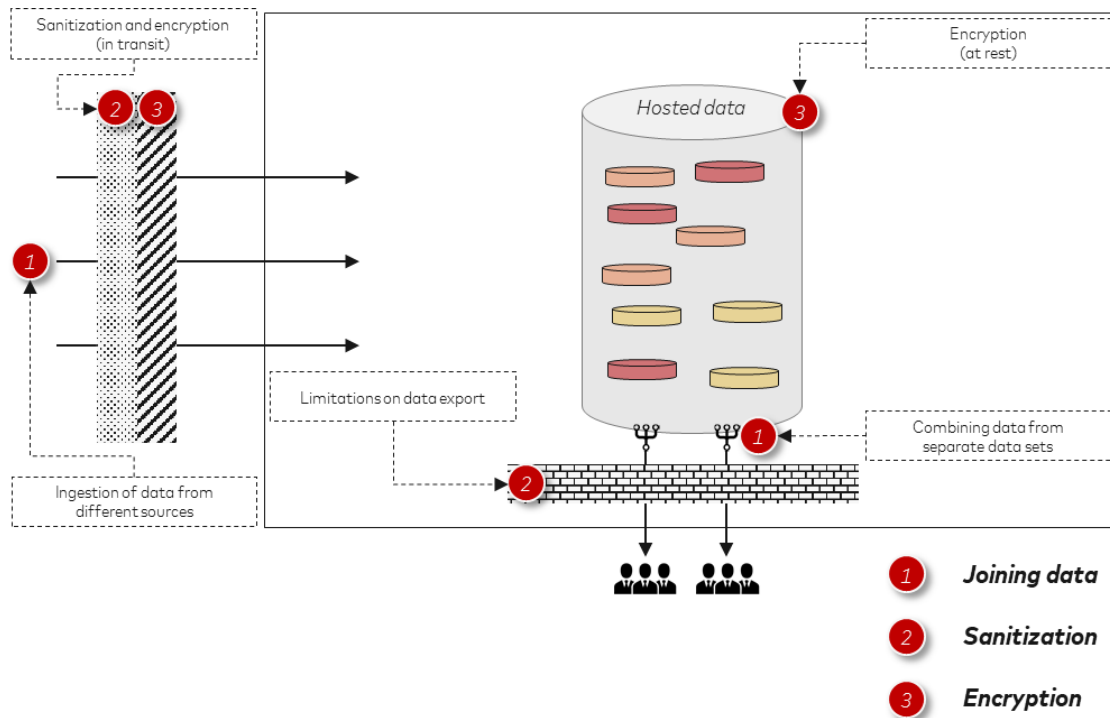 Sanitization and encryption
(in transit)
Encryption
(at rest)
2
3
Hosted data
3
1
Limitations on data export
1
Combining data from
separate data sets
2
Ingestion of data from
different sources
1 Joining data
2 Sanitization
3 Encryption